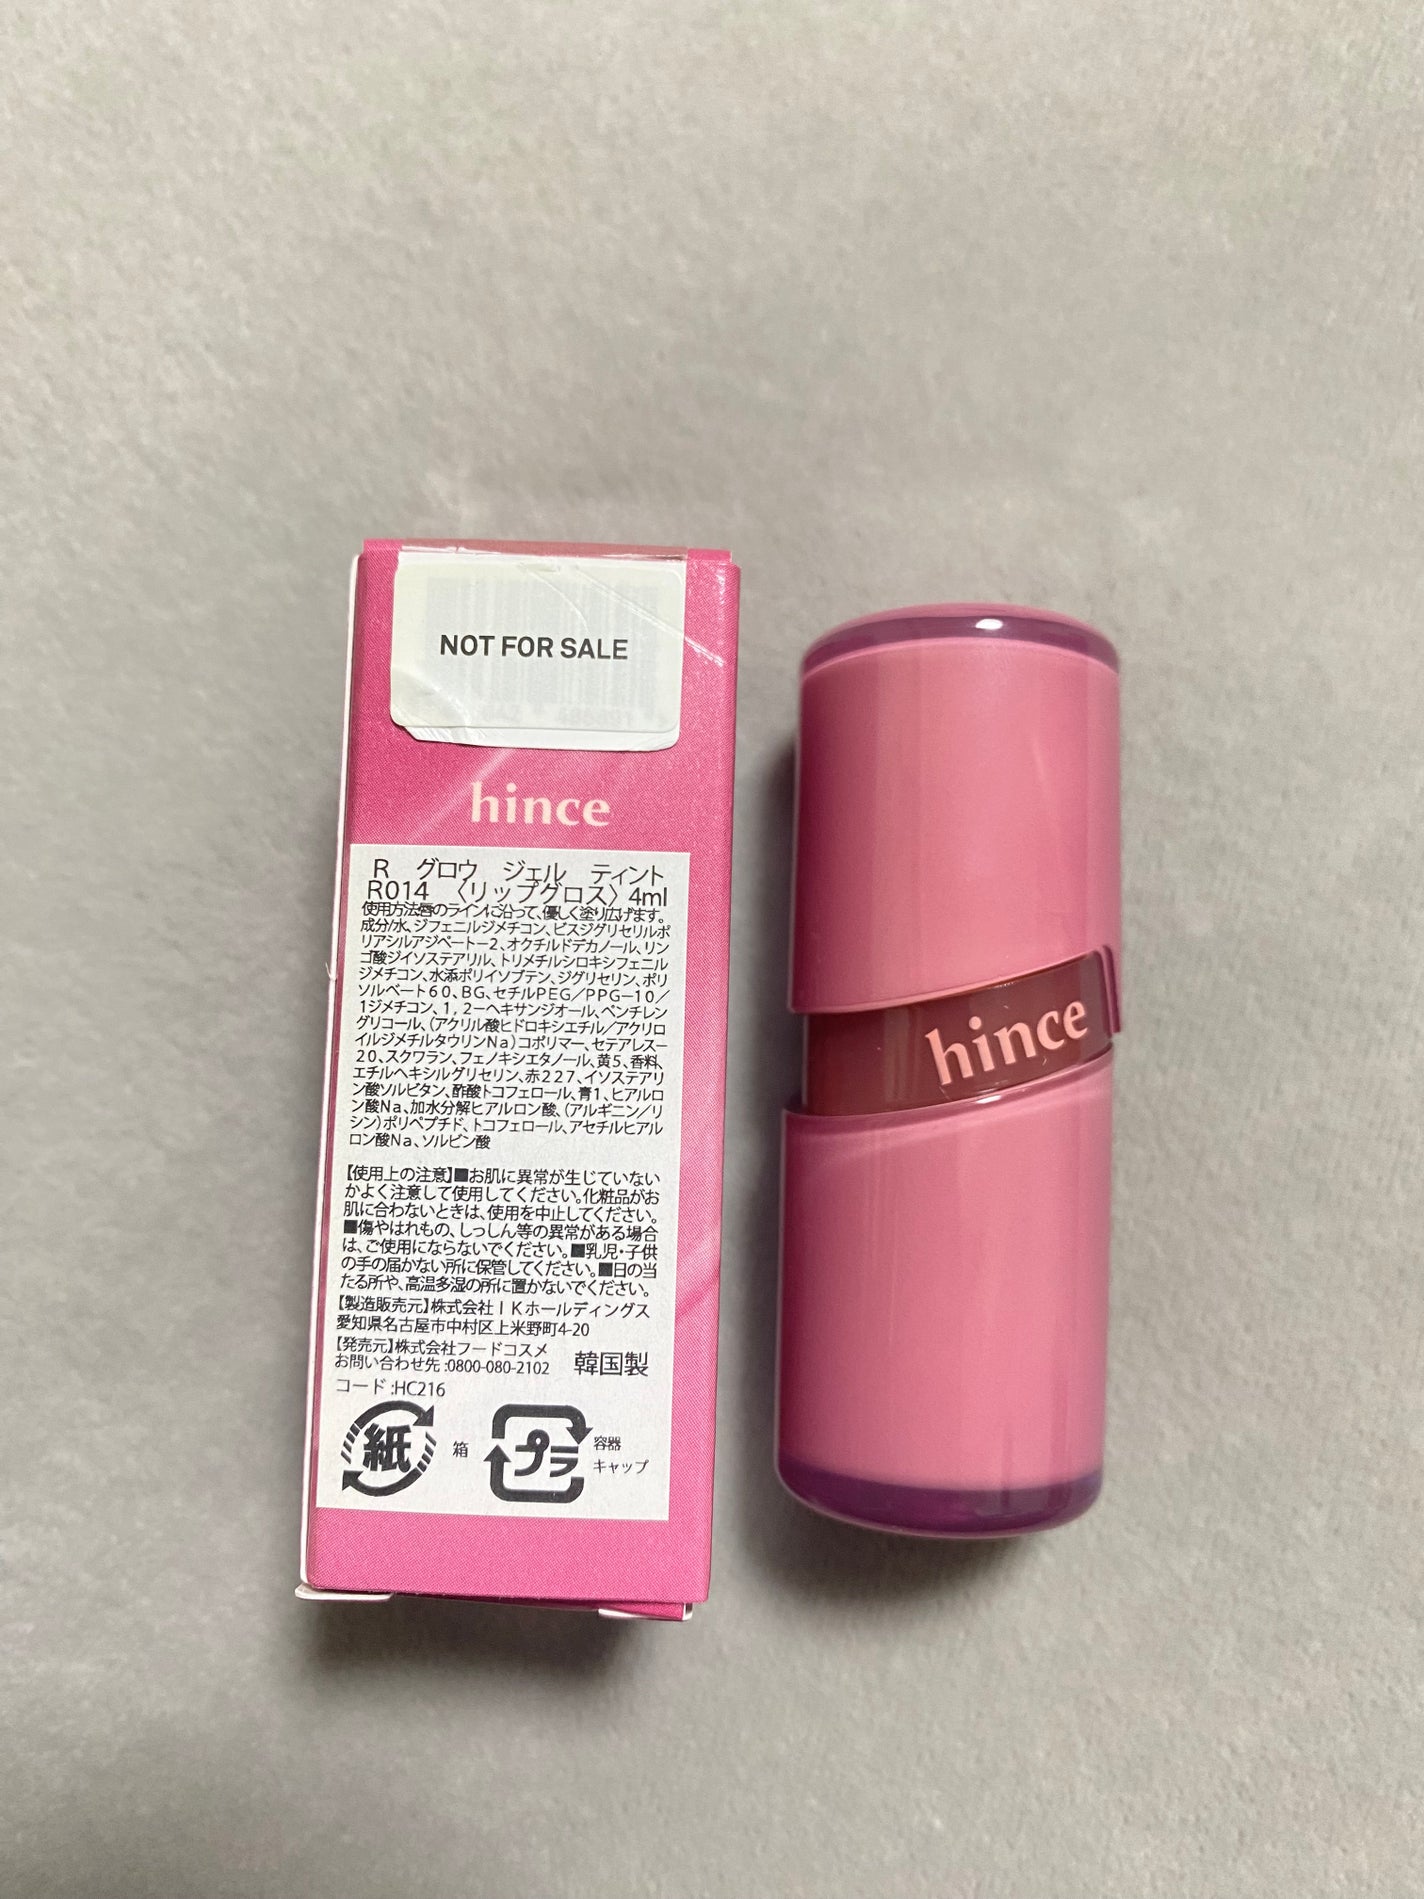 NOT FOR SALE
hince
R グロウ ジェル ティント
R014 〈リップグロス〉4ml
使用方法唇のラインに沿って、優しく塗り広げます。
成分/水、ジフェニルジメチコン、ビスジグリセリルポ
リアシルアジペート－2、オクチルドデカノール、リン
ゴ酸ジイソステアリル、トリメチルシロキシフェニル
ジメチコン、水添ポリイソブテン、ジグリセリン、ポリ
ソルベート６０、BG、セチルPEG／PPG－10／
1ジメチコン、１，２－ヘキサンジオール、ペンチレン
グリコール、（アクリル酸ヒドロキシエチル／アクリロ
イルジメチルタウリンNa）コポリマー、セテアレス－
２０、スクワラン、フェノキシエタノール、黄５、香料、
エチルヘキシルグリセリン、赤２２７、イソステアリ
ン酸ソルビタン、酢酸トコフェロール、青１、ヒアルロ
ン酸Na、加水分解ヒアルロン酸、（アルギニン／リ
シン）ポリペプチド、トコフェロール、アセチルヒアル
ロン酸Na、ソルビン酸
【使用上の注意】■お肌に異常が生じていない
かよく注意して使用してください。化粧品がお
肌に合わないときは、使用を中止してください。
■傷やはれもの、しっしん等の異常がある場合
は、ご使用にならないでください。■乳児・子供
の手の届かない所に保管してください。■日の当
たる所や、高温多湿の所に置かないでください。
【製造販売元】株式会社ＩＫホールディングス
愛知県名古屋市中村区上米野町4-20
【発売元】株式会社フードコスメ
お問い合わせ先:0800-080-2102 韓国製
コード:HC216
紙 箱 プラ 容器
キャップ
hince